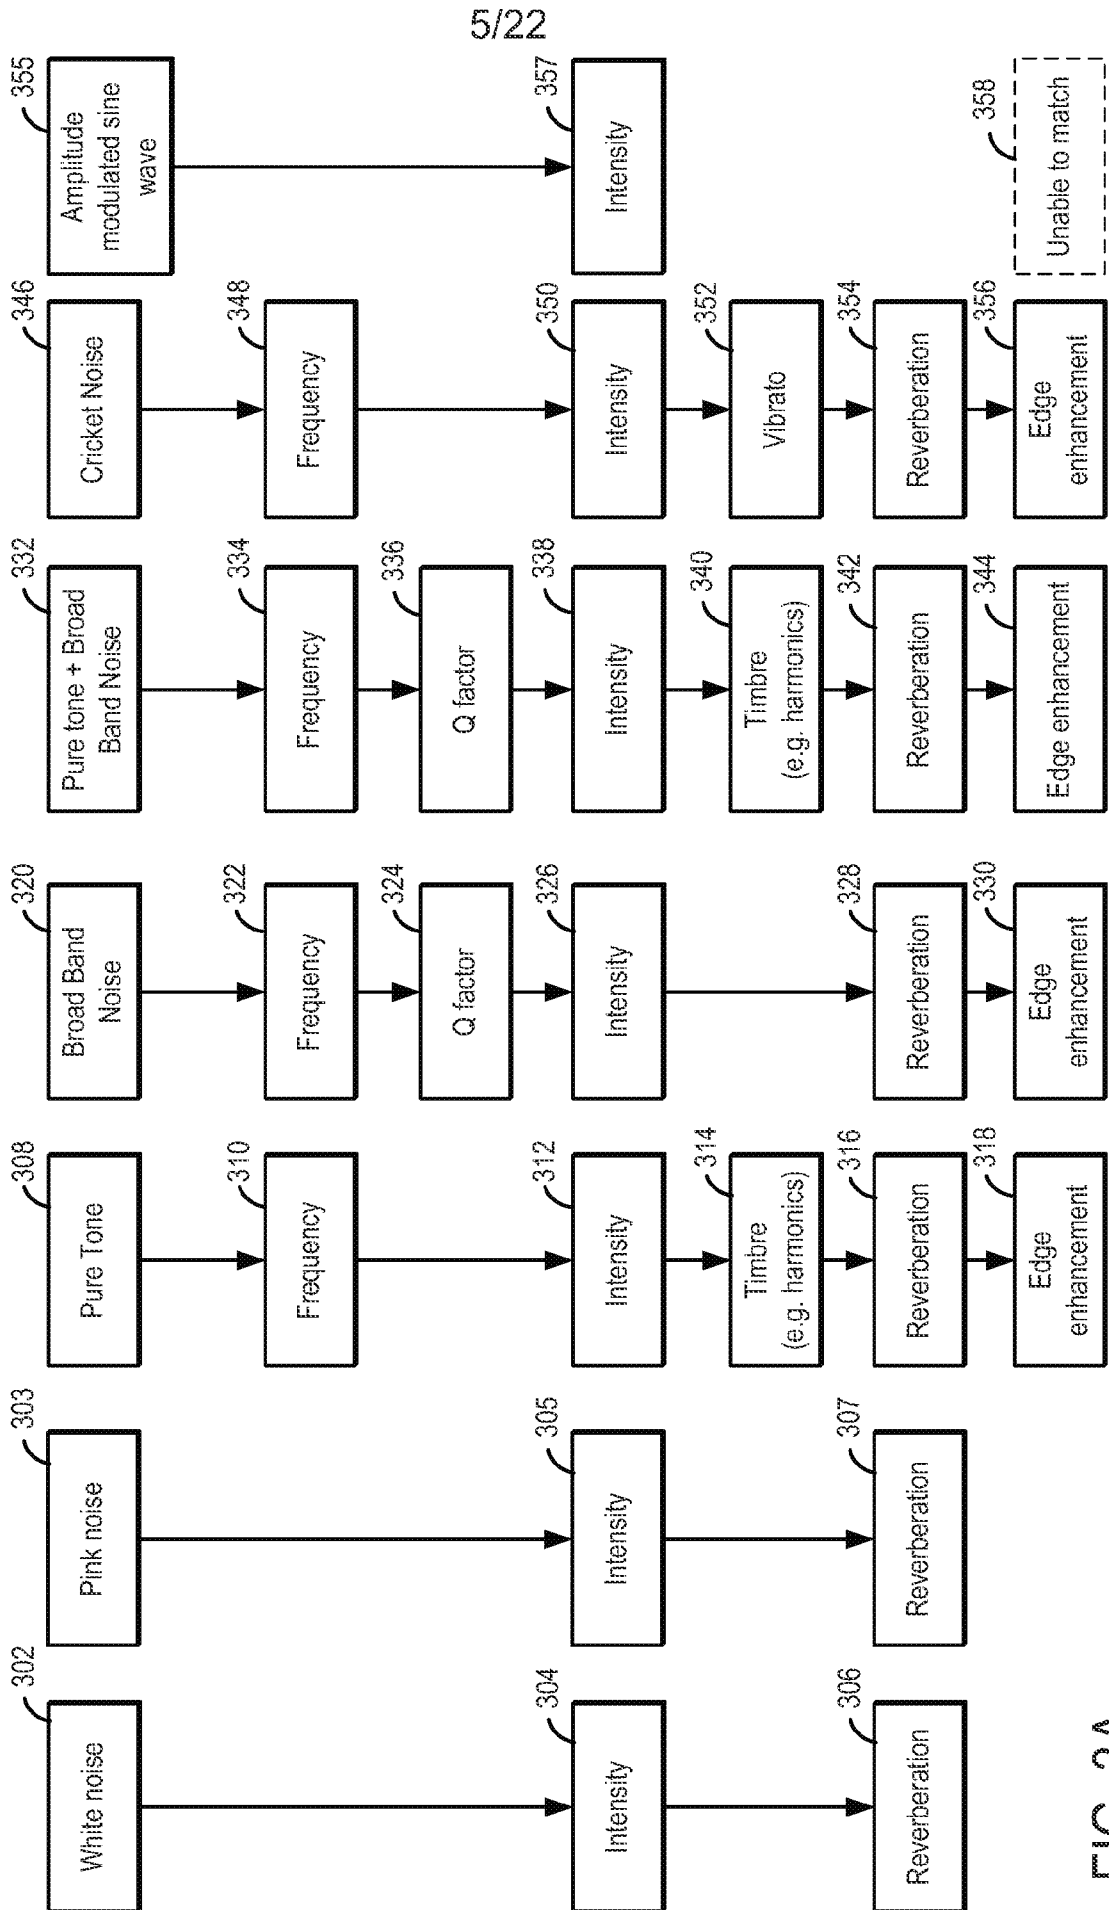 5/22
302
White noise
304
Intensity
306
Reverberation
303
Pink noise
305
Intensity
307
Reverberation
308
Pure Tone
310
Frequency
312
Intensity
314
Timbre
(e.g. harmonics)
316
Reverberation
318
Edge
enhancement
320
Broad Band
Noise
322
Frequency
324
Q factor
326
Intensity
328
Reverberation
330
Edge
enhancement
332
Pure tone + Broad
Band Noise
334
Frequency
336
Q factor
338
Intensity
340
Timbre
(e.g. harmonics)
342
Reverberation
344
Edge enhancement
346
Cricket Noise
348
Frequency
350
Intensity
352
Vibrato
354
Reverberation
356
Edge
enhancement
355
Amplitude
modulated sine
wave
357
Intensity
358
Unable to match